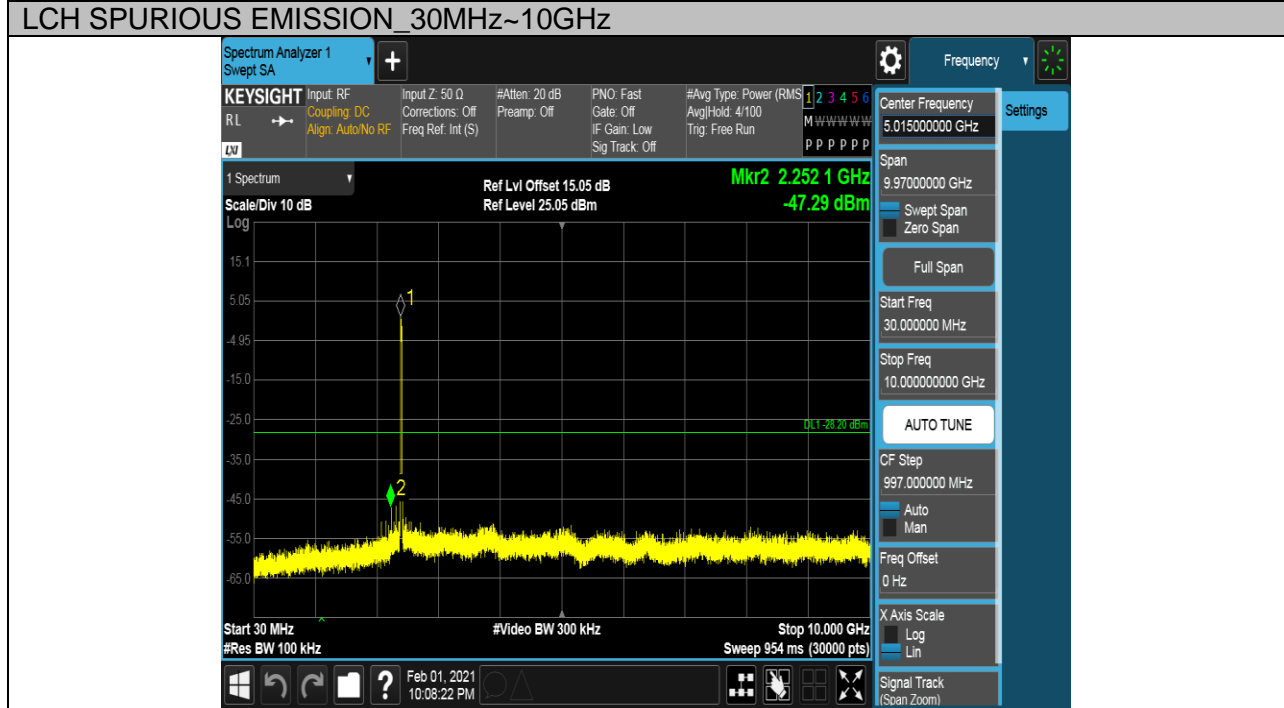 LCH SPURIOUS EMISSION_30MHz~10GHz
Spectrum Analyzer 1
Swept SA
+
Frequency
KEYSIGHT
RL
LXI
Input: RF
Coupling: DC
Align: Auto/No RF
Input Z: 50 Ω
Corrections: Off
Freq Ref: Int (S)
#Atten: 20 dB
Preamp: Off
PNO: Fast
Gate: Off
IF Gain: Low
Sig Track: Off
#Avg Type: Power (RMS
Avg|Hold: 4/100
Trig: Free Run
1 2 3 4 5 6
M W W W W W
P P P P P P
1 Spectrum
Scale/Div 10 dB
Ref Lvl Offset 15.05 dB
Ref Level 25.05 dBm
Mkr2 2.252 1 GHz
-47.29 dBm
Log
15.1
5.05
-4.95
-15.0
-25.0
-35.0
-45.0
-55.0
-65.0
1
2
DL1 -28.20 dBm
Start 30 MHz
#Res BW 100 kHz
#Video BW 300 kHz
Stop 10.000 GHz
Sweep 954 ms (30000 pts)
?
Feb 01, 2021
10:08:22 PM
Center Frequency
5.015000000 GHz
Settings
Span
9.97000000 GHz
Swept Span
Zero Span
Full Span
Start Freq
30.000000 MHz
Stop Freq
10.000000000 GHz
AUTO TUNE
CF Step
997.000000 MHz
Auto
Man
Freq Offset
0 Hz
X Axis Scale
Log
Lin
Signal Track
(Span Zoom)